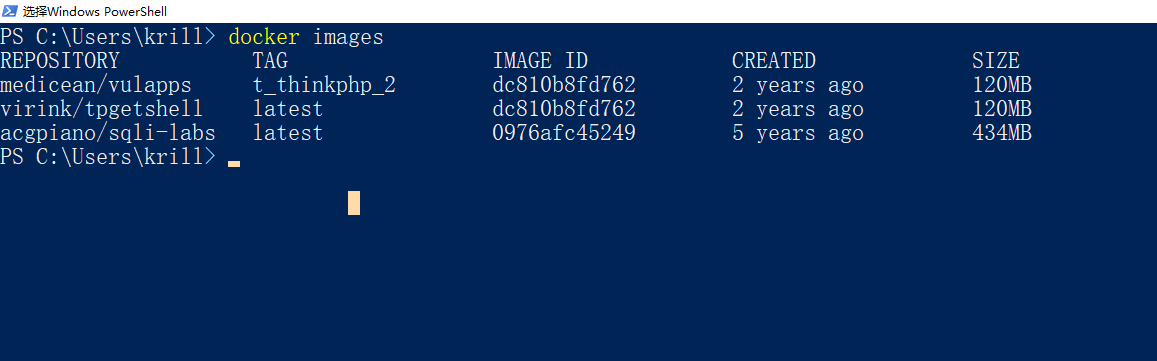 选择Windows PowerShell
PS C:\Users\krill> docker images
REPOSITORY TAG IMAGE ID CREATED SIZE
medicean/vulapps t_thinkphp_2 dc810b8fd762 2 years ago 120MB
virink/tpgetshell latest dc810b8fd762 2 years ago 120MB
acgpiano/sqli-labs latest 0976afc45249 5 years ago 434MB
PS C:\Users\krill>